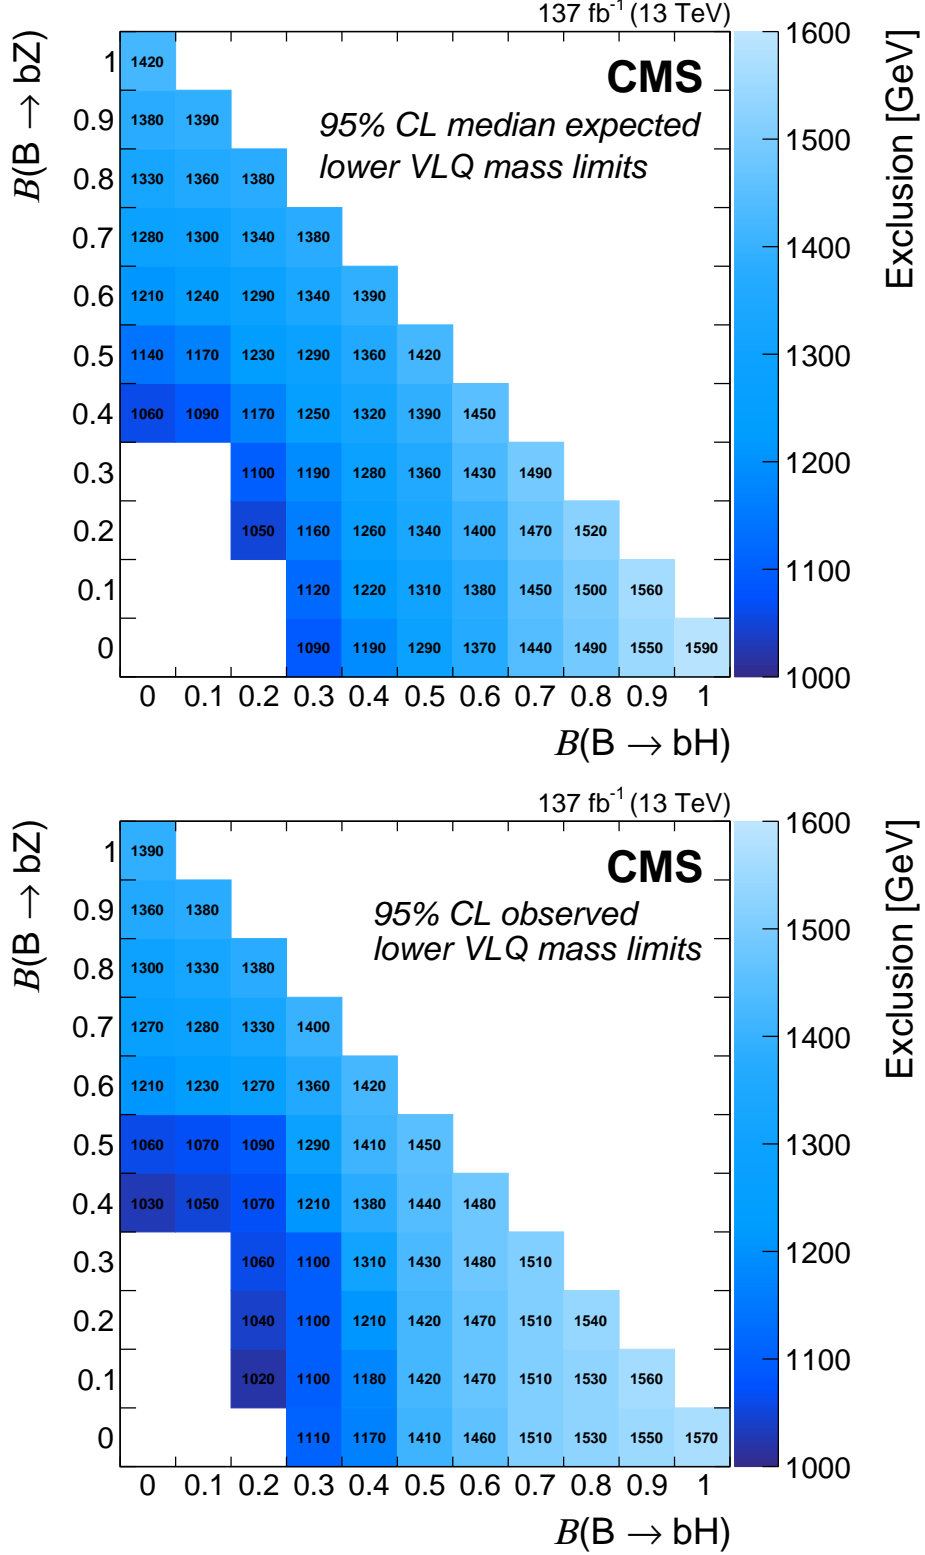 137 fb-1 (13 TeV)
CMS
95% CL median expected
lower VLQ mass limits
B(B → bZ)
1 1420
0.9 1380 1390
0.8 1330 1360 1380
0.7 1280 1300 1340 1380
0.6 1210 1240 1290 1340 1390
0.5 1140 1170 1230 1290 1360 1420
0.4 1060 1090 1170 1250 1320 1390 1450
0.3 1100 1190 1280 1360 1430 1490
0.2 1050 1160 1260 1340 1400 1470 1520
0.1 1120 1220 1310 1380 1450 1500 1560
0 1090 1190 1290 1370 1440 1490 1550 1590
0 0.1 0.2 0.3 0.4 0.5 0.6 0.7 0.8 0.9 1
B(B → bH)
1600
1500
1400
1300
1200
1100
1000
Exclusion [GeV]
137 fb-1 (13 TeV)
CMS
95% CL observed
lower VLQ mass limits
B(B → bZ)
1 1390
0.9 1360 1380
0.8 1300 1330 1380
0.7 1270 1280 1330 1400
0.6 1210 1230 1270 1360 1420
0.5 1060 1070 1090 1290 1410 1450
0.4 1030 1050 1070 1210 1380 1440 1480
0.3 1060 1100 1310 1430 1480 1510
0.2 1040 1100 1210 1420 1470 1510 1540
0.1 1020 1100 1180 1420 1470 1510 1530 1560
0 1110 1170 1410 1460 1510 1530 1550 1570
0 0.1 0.2 0.3 0.4 0.5 0.6 0.7 0.8 0.9 1
B(B → bH)
1600
1500
1400
1300
1200
1100
1000
Exclusion [GeV]